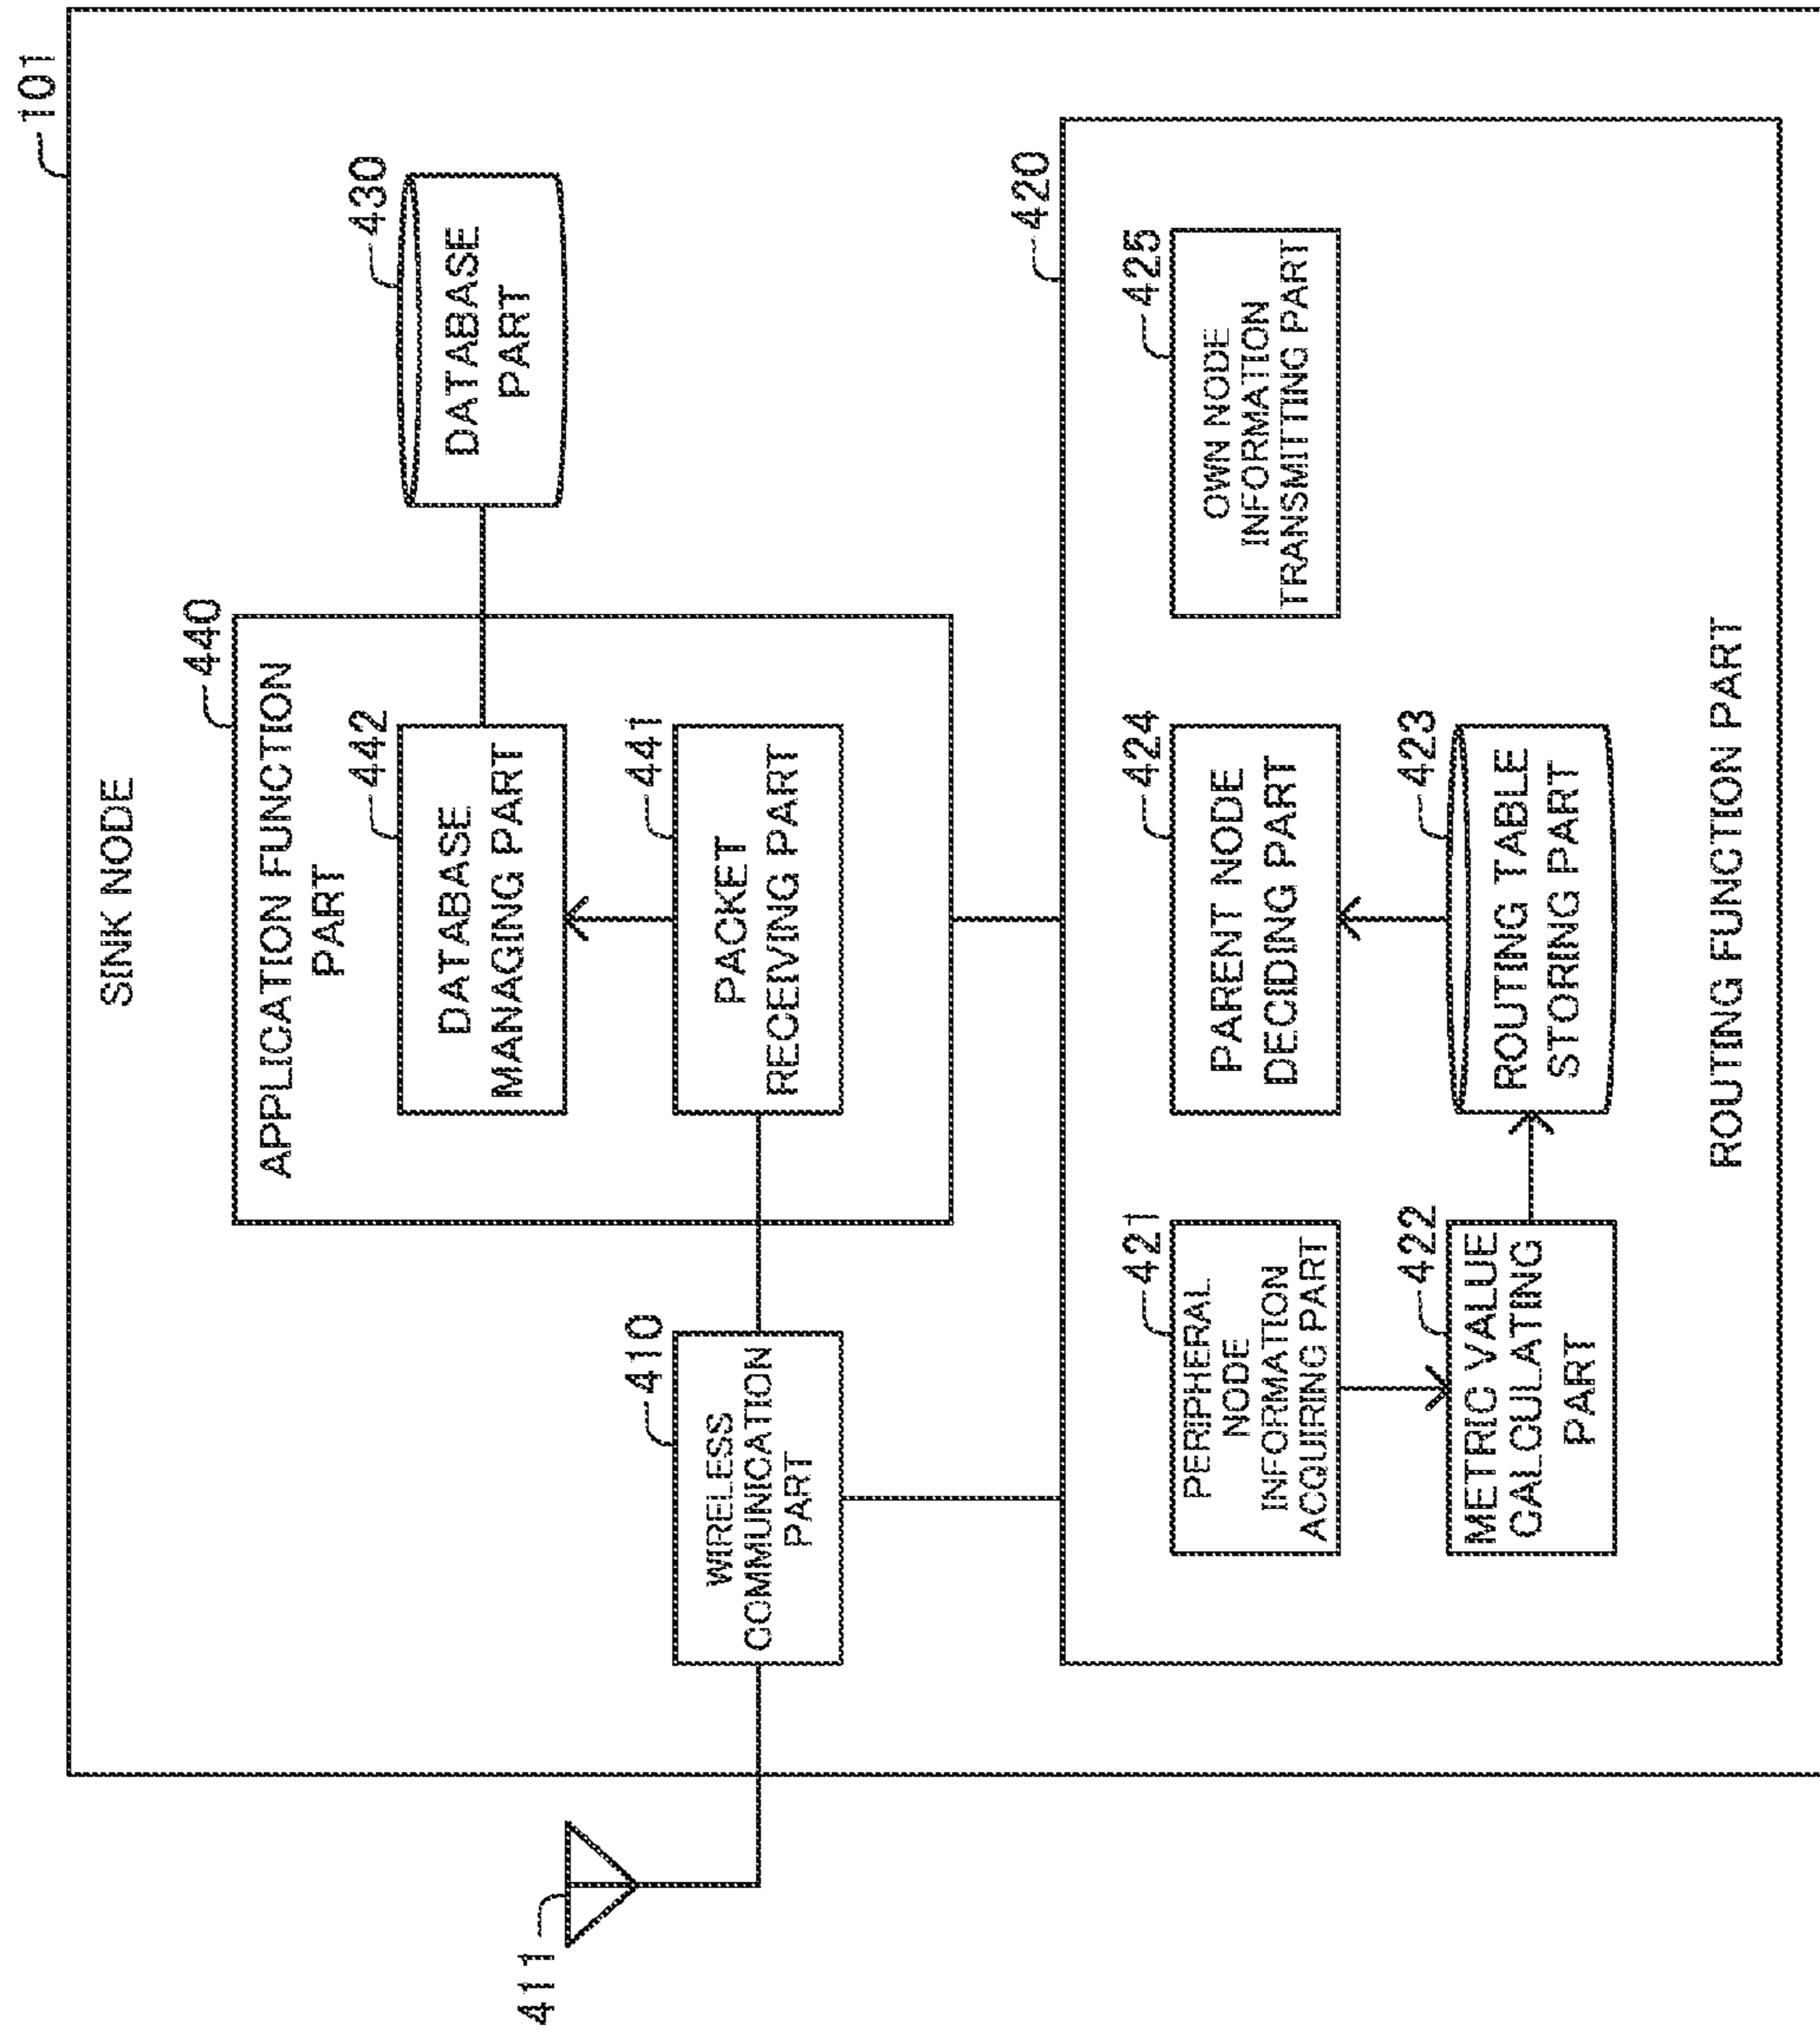 101
SINK NODE
440
APPLICATION FUNCTION
PART
430
DATABASE
PART
442
DATABASE
MANAGING PART
441
PACKET
RECEIVING PART
410
WIRELESS
COMMUNICATION
PART
411
420
421
PERIPHERAL
NODE
INFORMATION
ACQUIRING PART
424
PARENT NODE
DECIDING PART
425
OWN NODE
INFORMATION
TRANSMITTING PART
422
METRIC VALUE
CALCULATING
PART
423
ROUTING TABLE
STORING PART
ROUTING FUNCTION PART